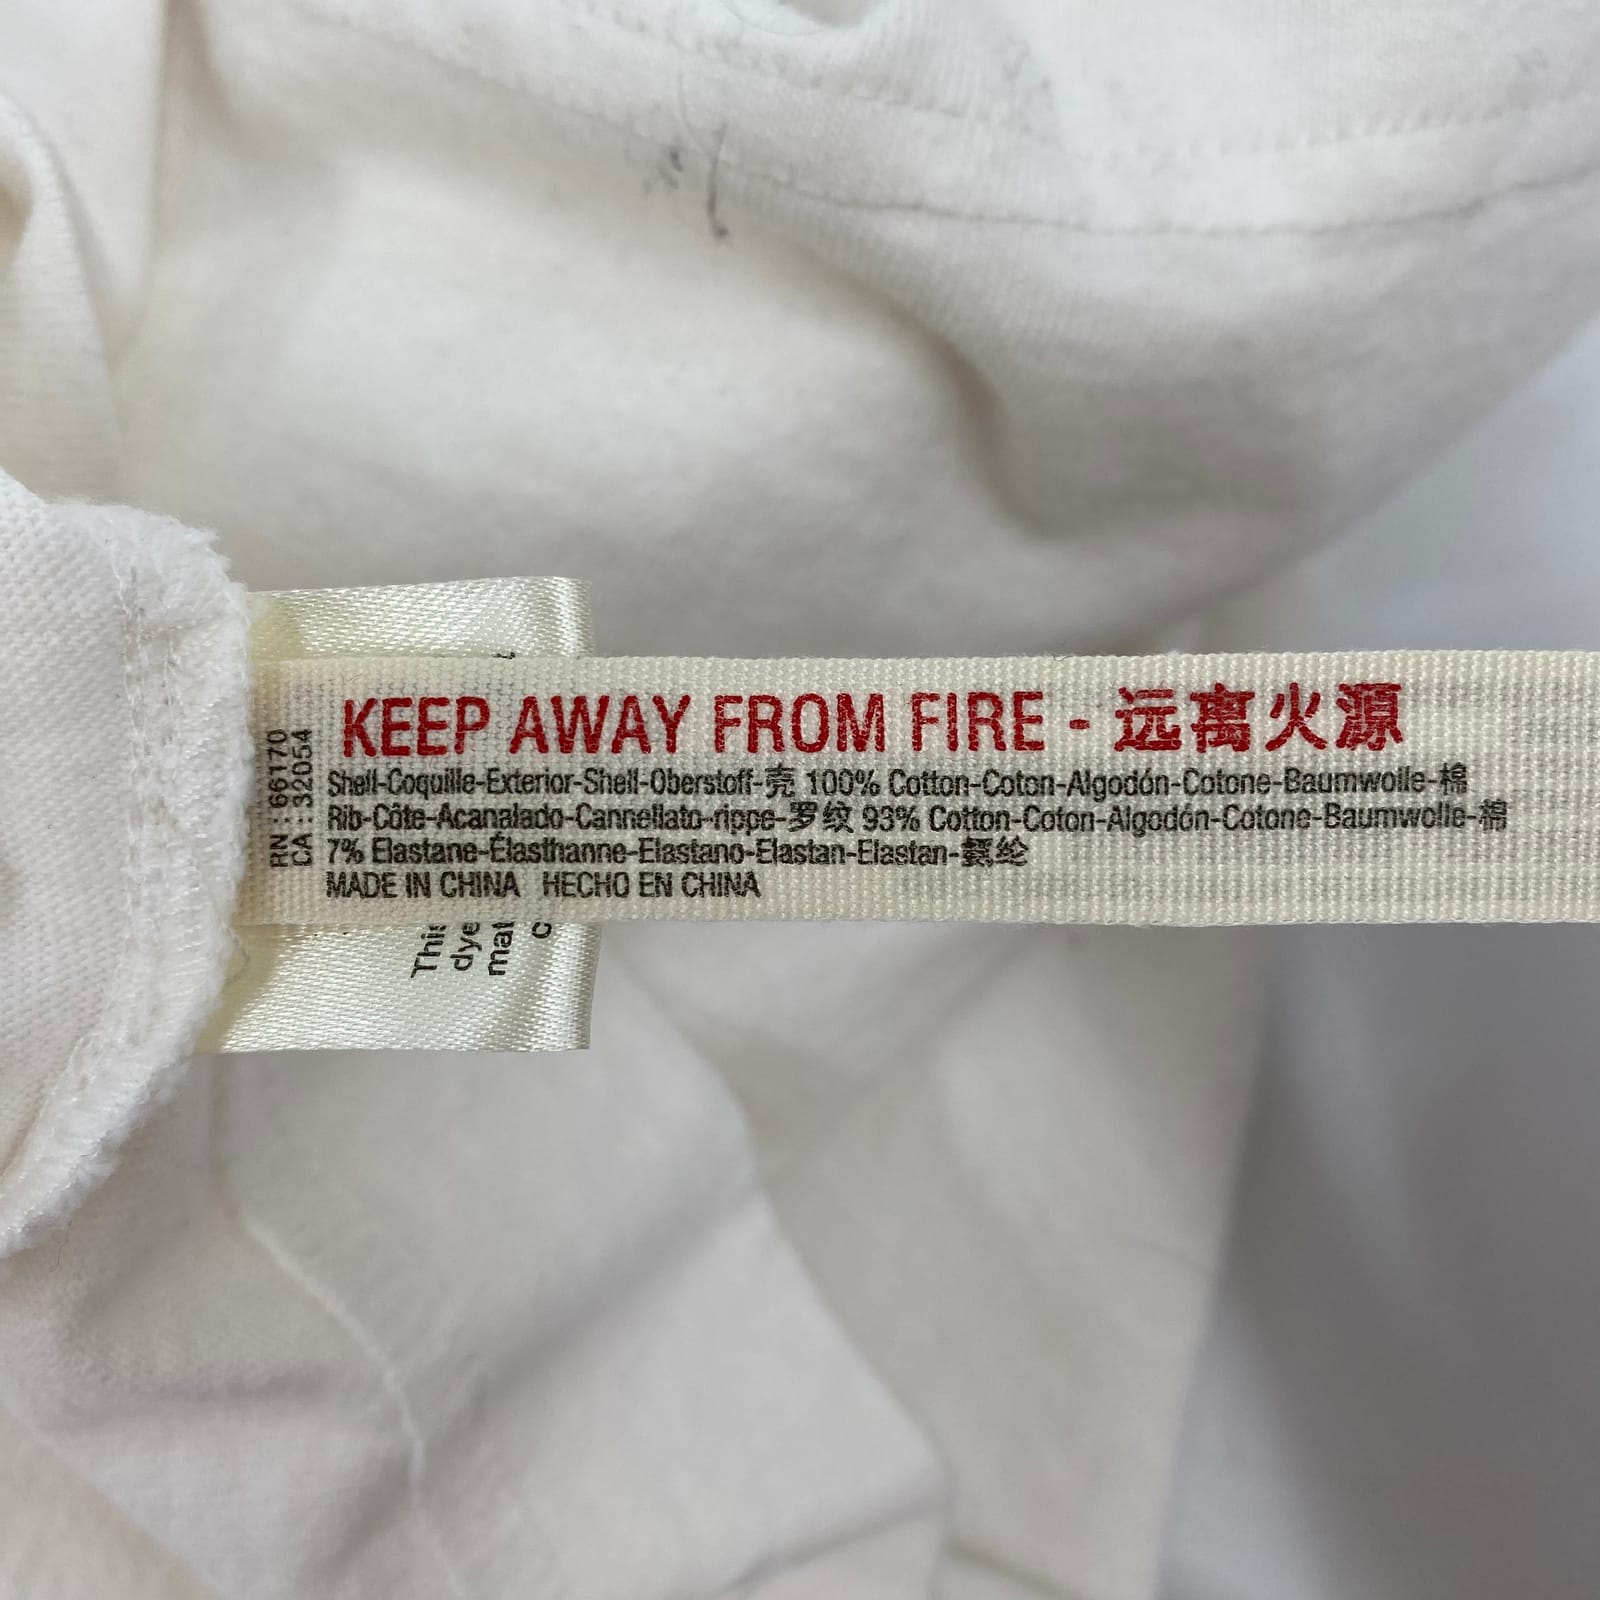 KEEP AWAY FROM FIRE - 远离火源
Shell-Coquille-Exterior-Shell-Oberstoff-壳 100% Cotton-Coton-Algodón-Cotone-Baumwolle-棉
Rib-Côte-Acanalado-Cannellato-rippe-罗纹 93% Cotton-Coton-Algodón-Cotone-Baumwolle-棉
7% Elastane-Élasthanne-Elastano-Elastan-Elastan-氨纶
MADE IN CHINA HECHO EN CHINA
RN: 66170
CA: 32054